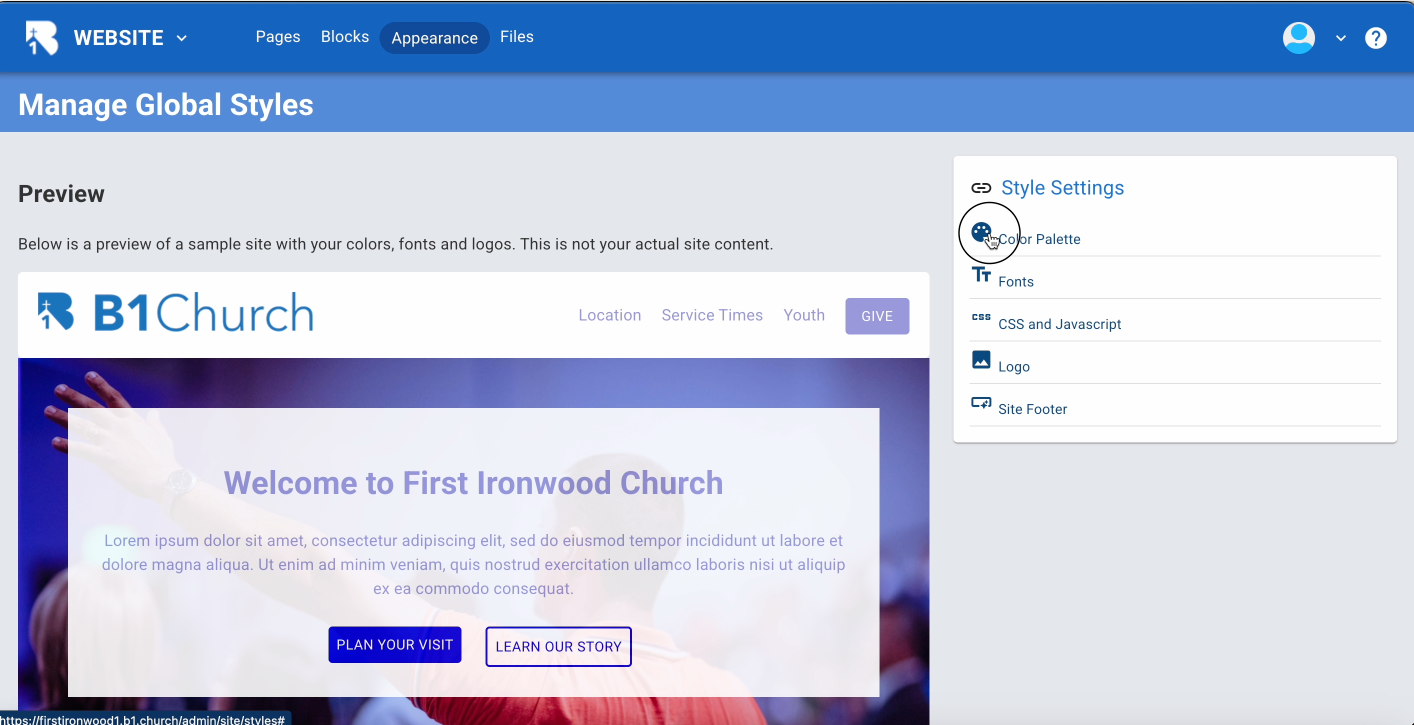 WEBSITE
Pages Blocks Appearance Files
Manage Global Styles
Preview
Below is a preview of a sample site with your colors, fonts and logos. This is not your actual site content.
B1Church
Location Service Times Youth GIVE
Welcome to First Ironwood Church
Lorem ipsum dolor sit amet, consectetur adipiscing elit, sed do eiusmod tempor incididunt ut labore et
dolore magna aliqua. Ut enim ad minim veniam, quis nostrud exercitation ullamco laboris nisi ut aliquip
ex ea commodo consequat.
PLAN YOUR VISIT LEARN OUR STORY
Style Settings
Color Palette
Fonts
CSS and Javascript
Logo
Site Footer
https://firstironwood1.b1.church/admin/site/styles#